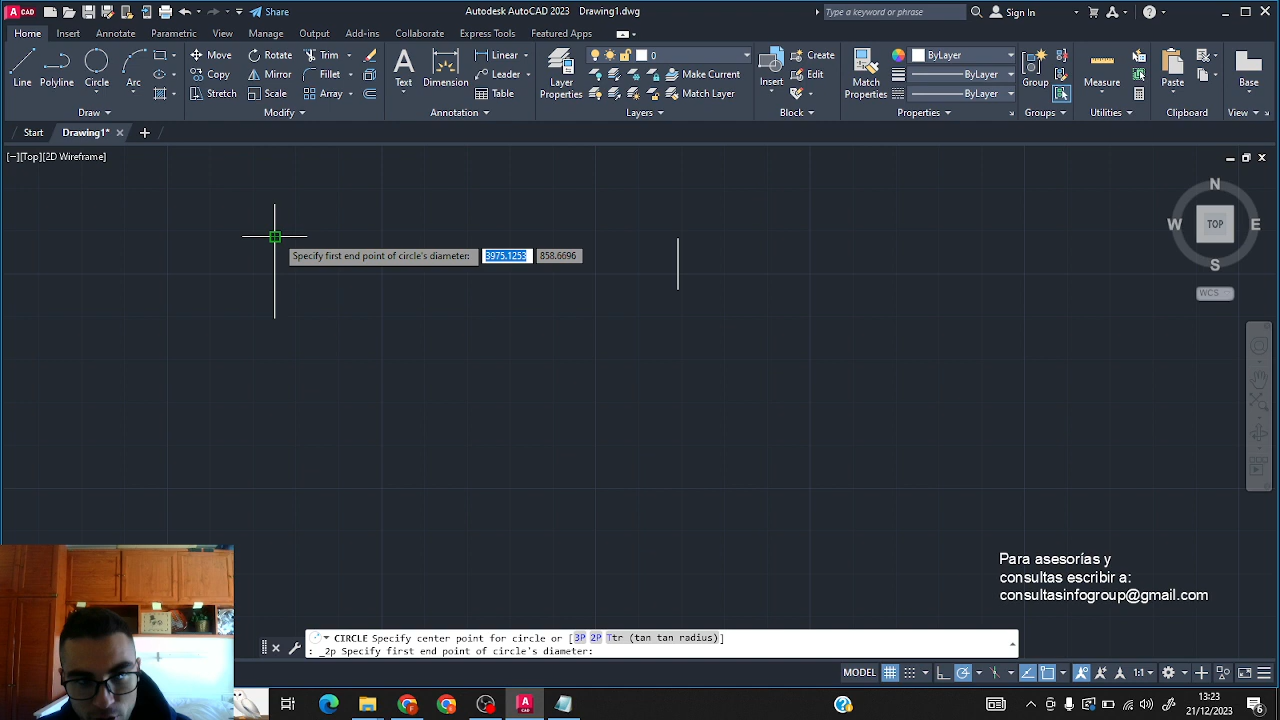 CAD
Share
Autodesk AutoCAD 2023 Drawing1.dwg
Type a keyword or phrase
Sign In
Home
Insert
Annotate
Parametric
View
Manage
Output
Add-ins
Collaborate
Express Tools
Featured Apps
Line
Polyline
Circle
Arc
Draw
Move
Rotate
Trim
Copy
Mirror
Fillet
Stretch
Scale
Array
Modify
Text
Dimension
Linear
Leader
Table
Annotation
Layer
Properties
0
Make Current
Match Layer
Layers
Insert
Create
Edit
Block
Match
Properties
ByLayer
ByLayer
ByLayer
Properties
Group
Groups
Measure
Utilities
Paste
Clipboard
Base
View
Start
Drawing1*
[−][Top][2D Wireframe]
N
W
TOP
E
S
WCS
Specify first end point of circle's diameter:
3975.1253
858.6696
Para asesorías y
consultas escribir a:
consultasinfogroup@gmail.com
CIRCLE Specify center point for circle or [3P 2P Ttr (tan tan radius)]
: _2p Specify first end point of circle's diameter:
MODEL
1:1
13:23
21/12/2023